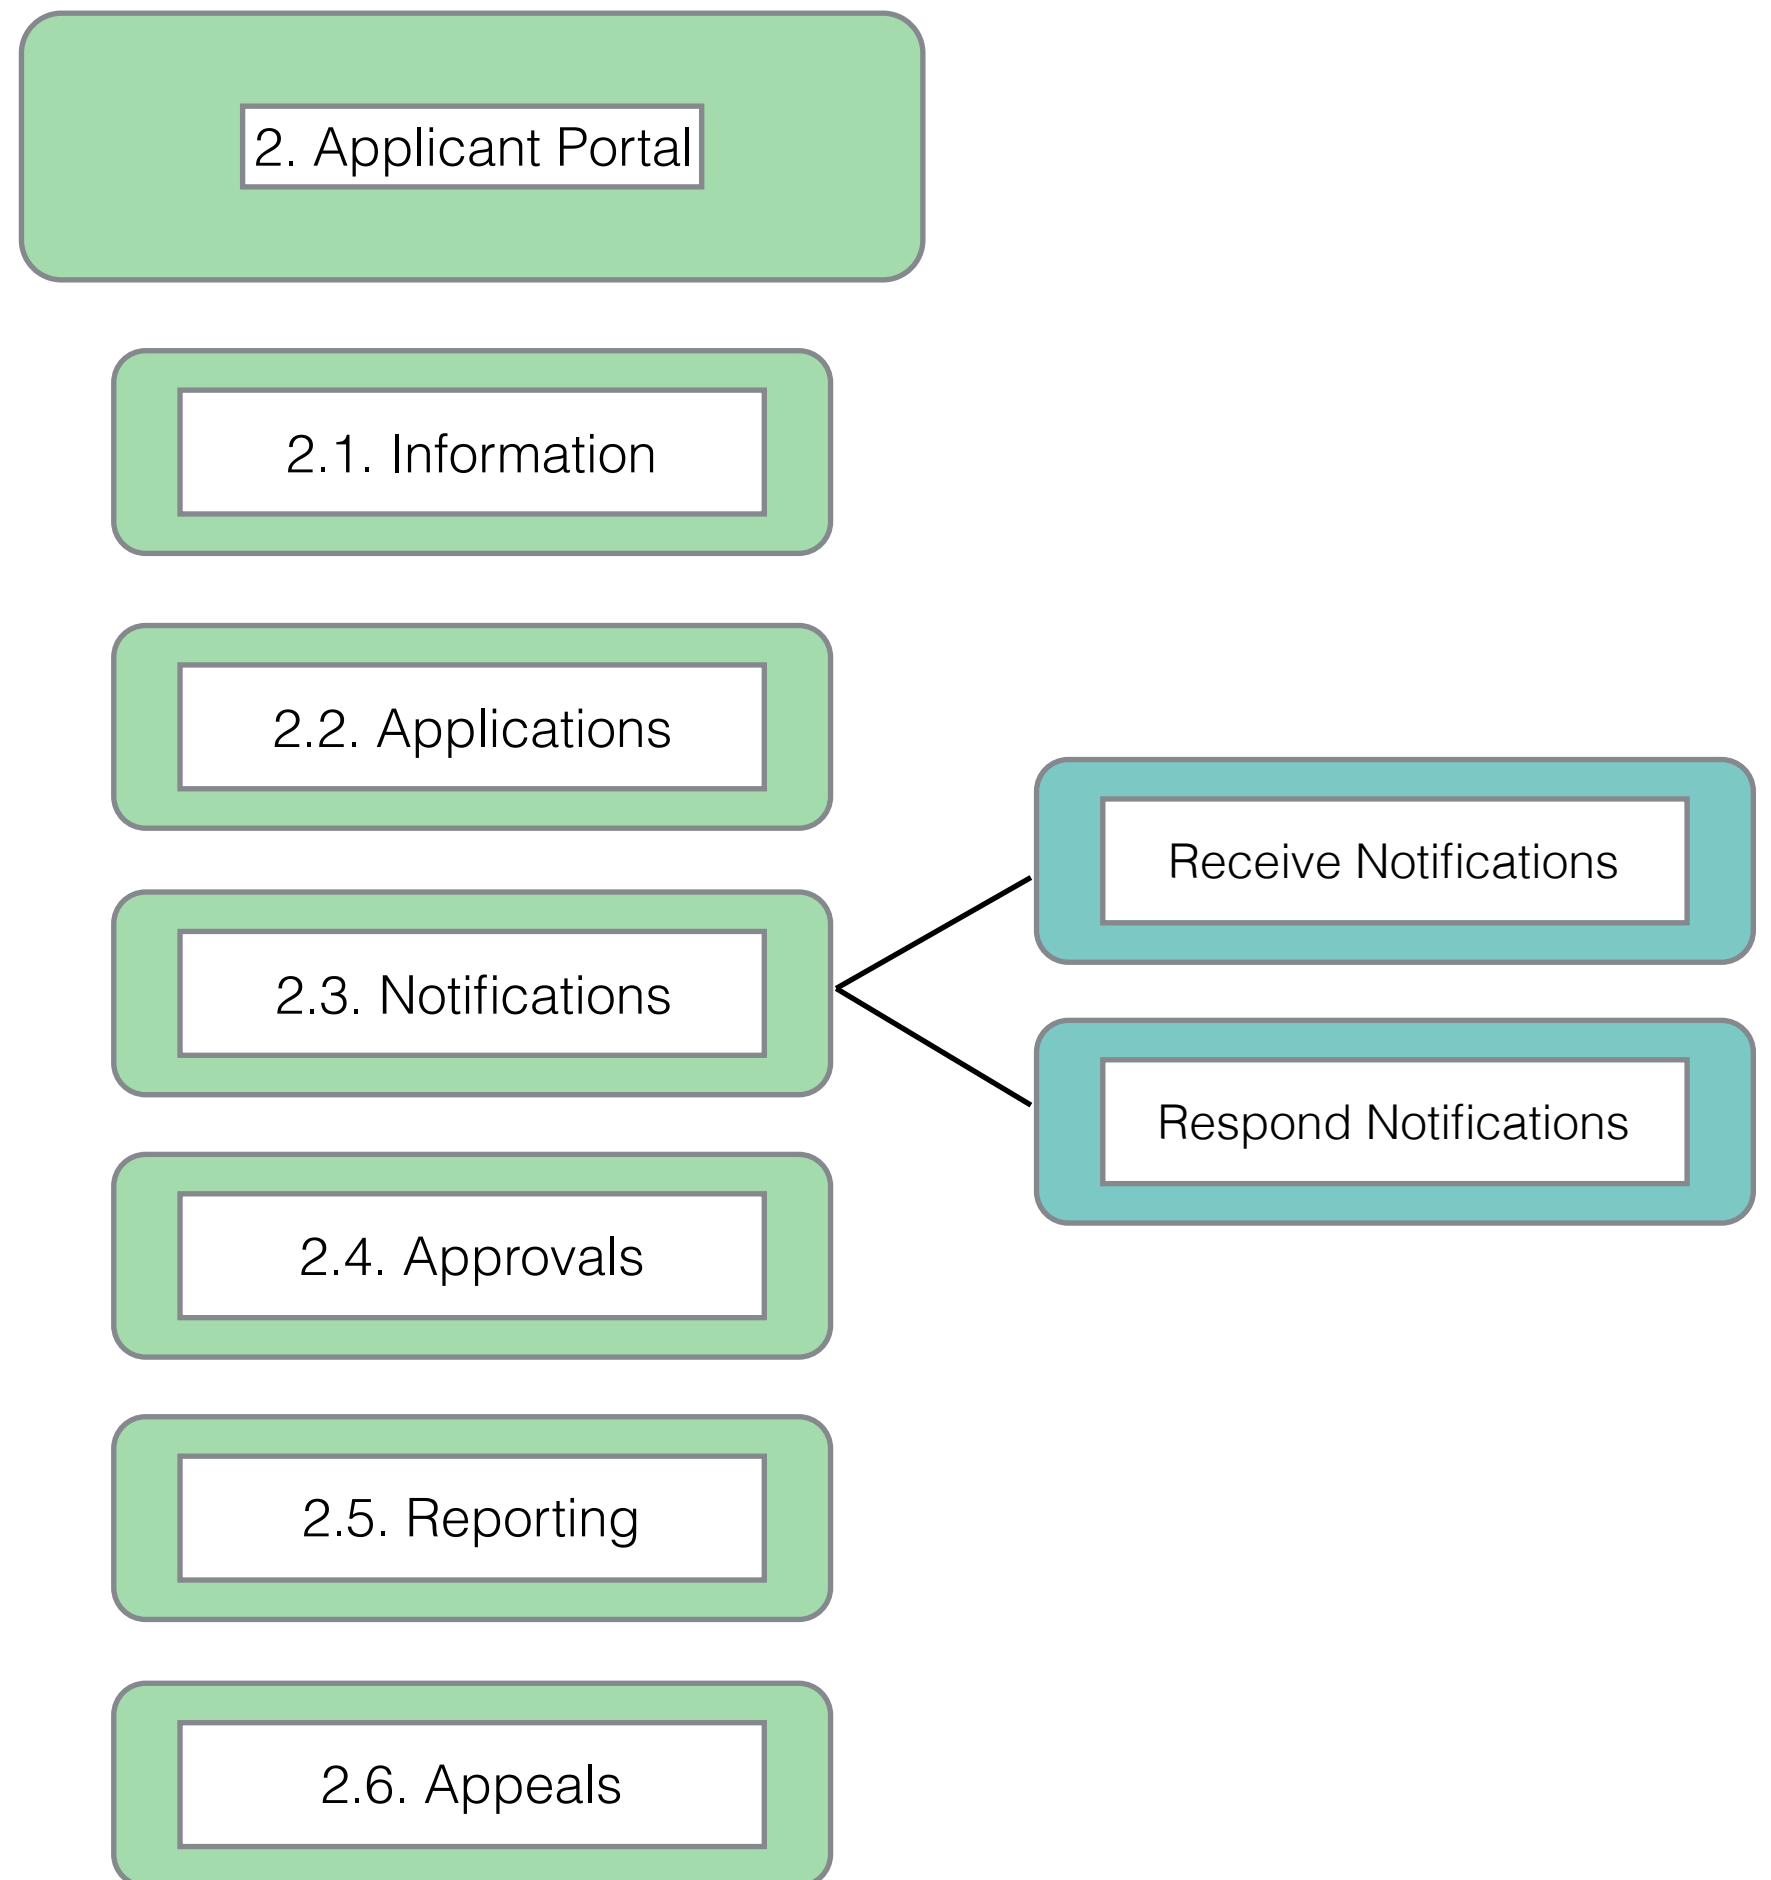 2. Applicant Portal
2.1. Information
2.2. Applications
2.3. Notifications
Receive Notifications
Respond Notifications
2.4. Approvals
2.5. Reporting
2.6. Appeals